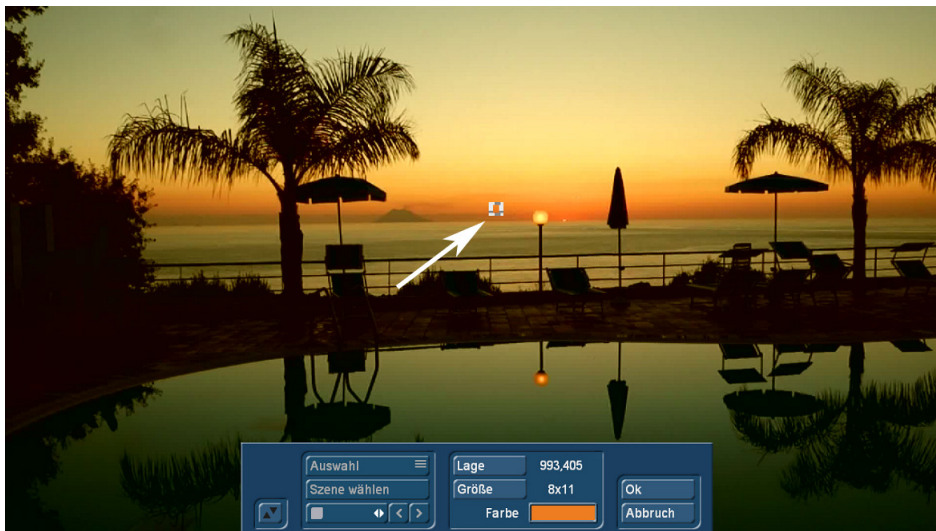 Auswahl
Szene wählen
Lage 993,405
Größe 8x11
Farbe
Ok
Abbruch